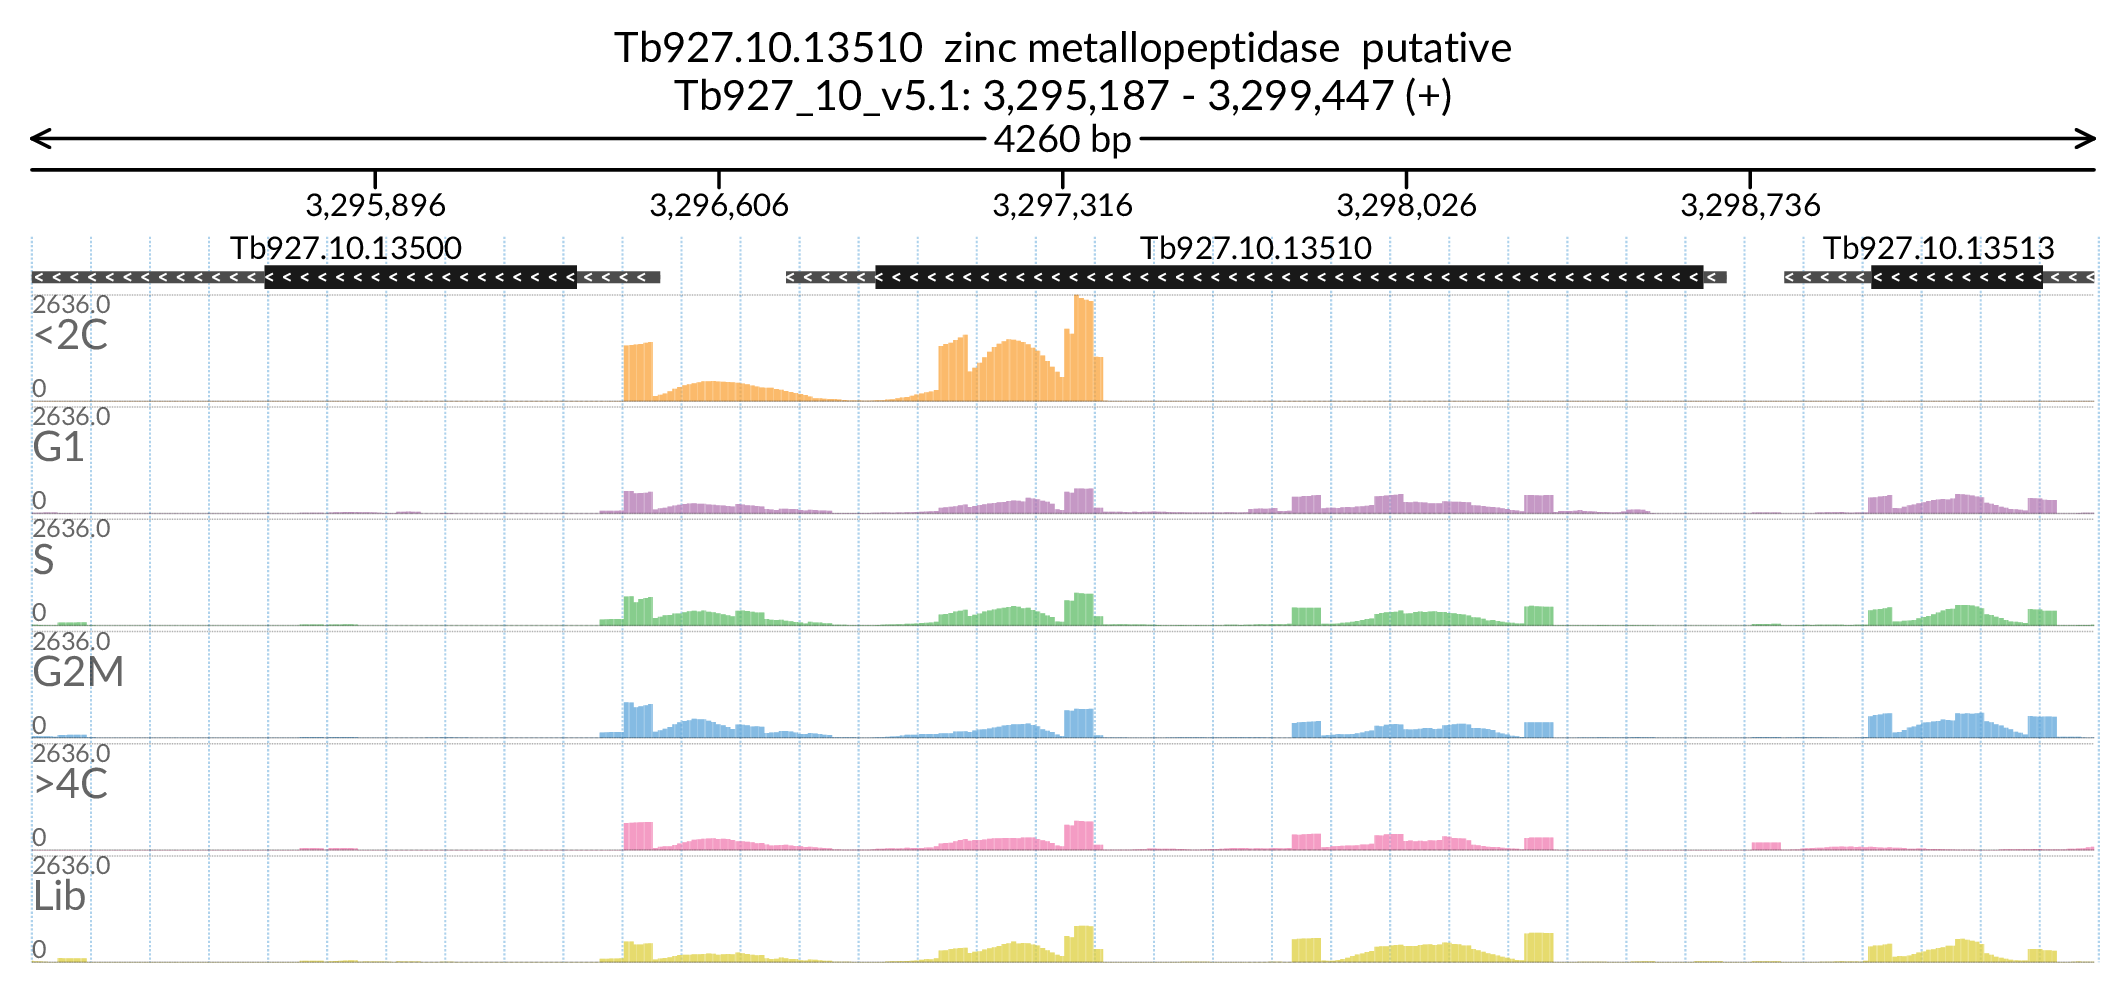 Tb927.10.13510 zinc metallopeptidase putative
Tb927_10_v5.1: 3,295,187 - 3,299,447 (+)
4260 bp
3,295,896 3,296,606 3,297,316 3,298,026 3,298,736
Tb927.10.13500 Tb927.10.13510 Tb927.10.13513
2636.0
<2C
0
2636.0
G1
0
2636.0
S
0
2636.0
G2M
0
2636.0
>4C
0
2636.0
Lib
0